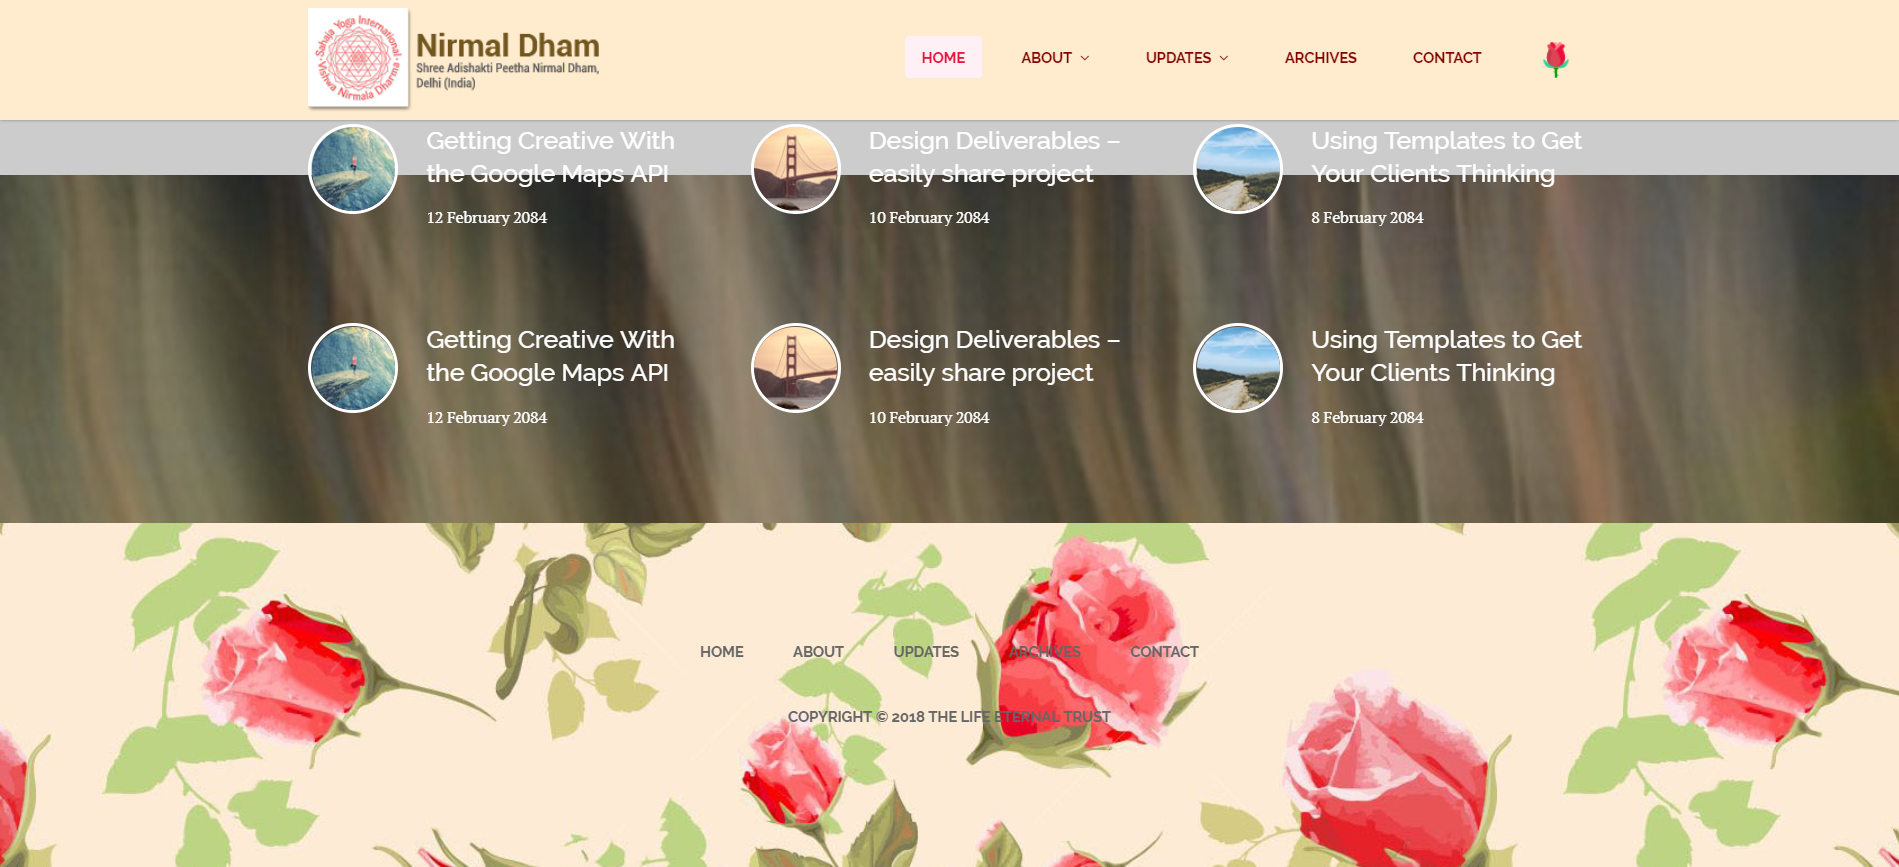 Sahaja Yoga International
Vishwa Nirmala Dharma
Nirmal Dham
Shree Adishakti Peetha Nirmal Dham,
Delhi (India)
HOME
ABOUT
UPDATES
ARCHIVES
CONTACT
Getting Creative With
the Google Maps API
12 February 2084
Design Deliverables –
easily share project
10 February 2084
Using Templates to Get
Your Clients Thinking
8 February 2084
Getting Creative With
the Google Maps API
12 February 2084
Design Deliverables –
easily share project
10 February 2084
Using Templates to Get
Your Clients Thinking
8 February 2084
HOME
ABOUT
UPDATES
ARCHIVES
CONTACT
COPYRIGHT © 2018 THE LIFE ETERNAL TRUST